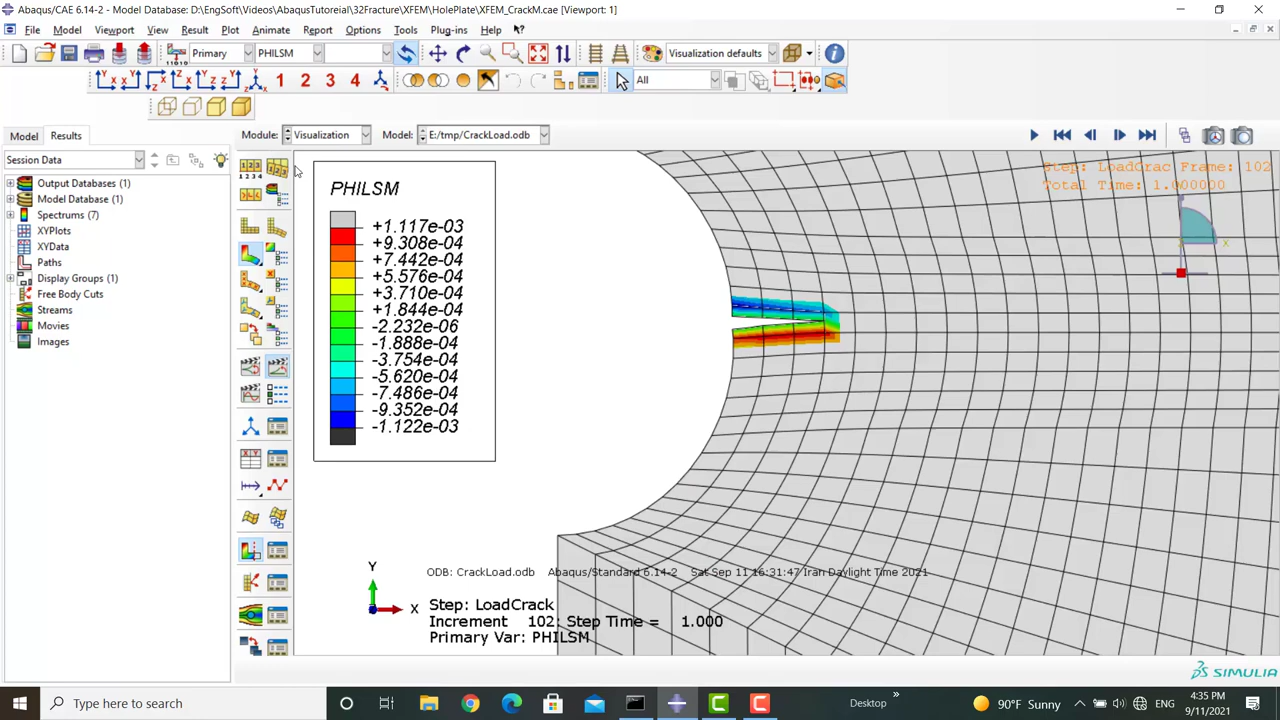 Abaqus/CAE 6.14-2 - Model Database: D:\EngSoft\Videos\AbaqusTutoreial\32Fracture\XFEM\HolePlate\XFEM_CrackM.cae [Viewport: 1]
File Model Viewport View Result Plot Animate Report Options Tools Plug-ins Help
Primary PHILSM Visualization defaults
1 2 3 4 All
Model Results Module: Visualization Model: E:/tmp/CrackLoad.odb
Session Data
Output Databases (1)
Model Database (1)
Spectrums (7)
XYPlots
XYData
Paths
Display Groups (1)
Free Body Cuts
Streams
Movies
Images
PHILSM
+1.117e-03
+9.308e-04
+7.442e-04
+5.576e-04
+3.710e-04
+1.844e-04
-2.232e-06
-1.888e-04
-3.754e-04
-5.620e-04
-7.486e-04
-9.352e-04
-1.122e-03
Step: LoadCrac Frame: 102
Total Time: 1.000000
X
Y
X
ODB: CrackLoad.odb Abaqus/Standard 6.14-2 Sat Sep 11 16:31:47 Iran Daylight Time 2021
Step: LoadCrack
Increment 102: Step Time = 1.000
Primary Var: PHILSM
SIMULIA
Type here to search
Desktop
90°F Sunny
ENG
4:35 PM
9/11/2021